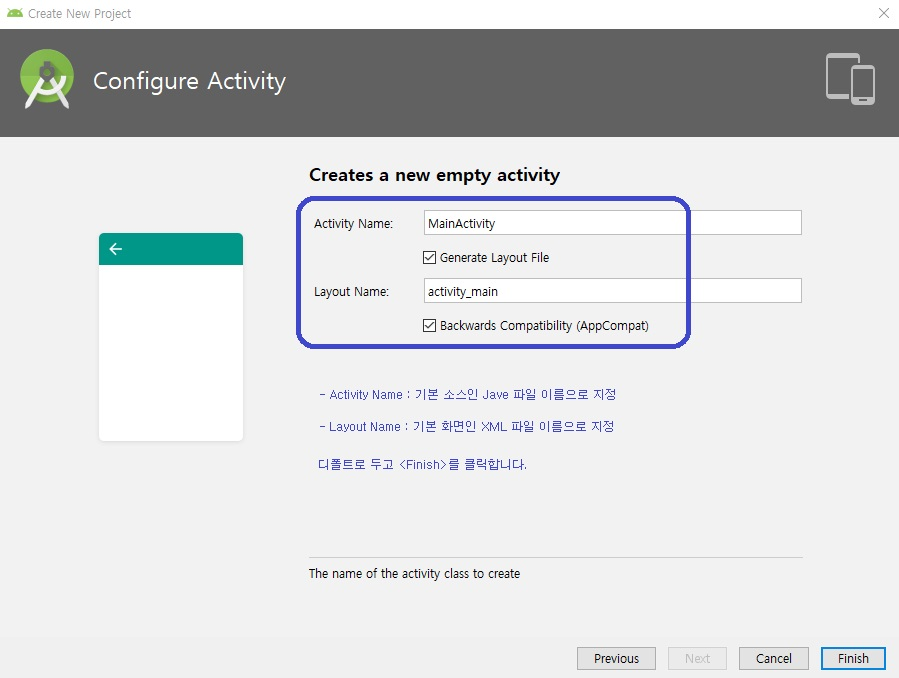 Create New Project
Configure Activity
Creates a new empty activity
Activity Name: MainActivity
Generate Layout File
Layout Name: activity_main
Backwards Compatibility (AppCompat)
- Activity Name : 기본 소스인 Java 파일 이름으로 지정
- Layout Name : 기본 화면인 XML 파일 이름으로 지정
디폴트로 두고 <Finish>를 클릭합니다.
The name of the activity class to create
Previous Next Cancel Finish